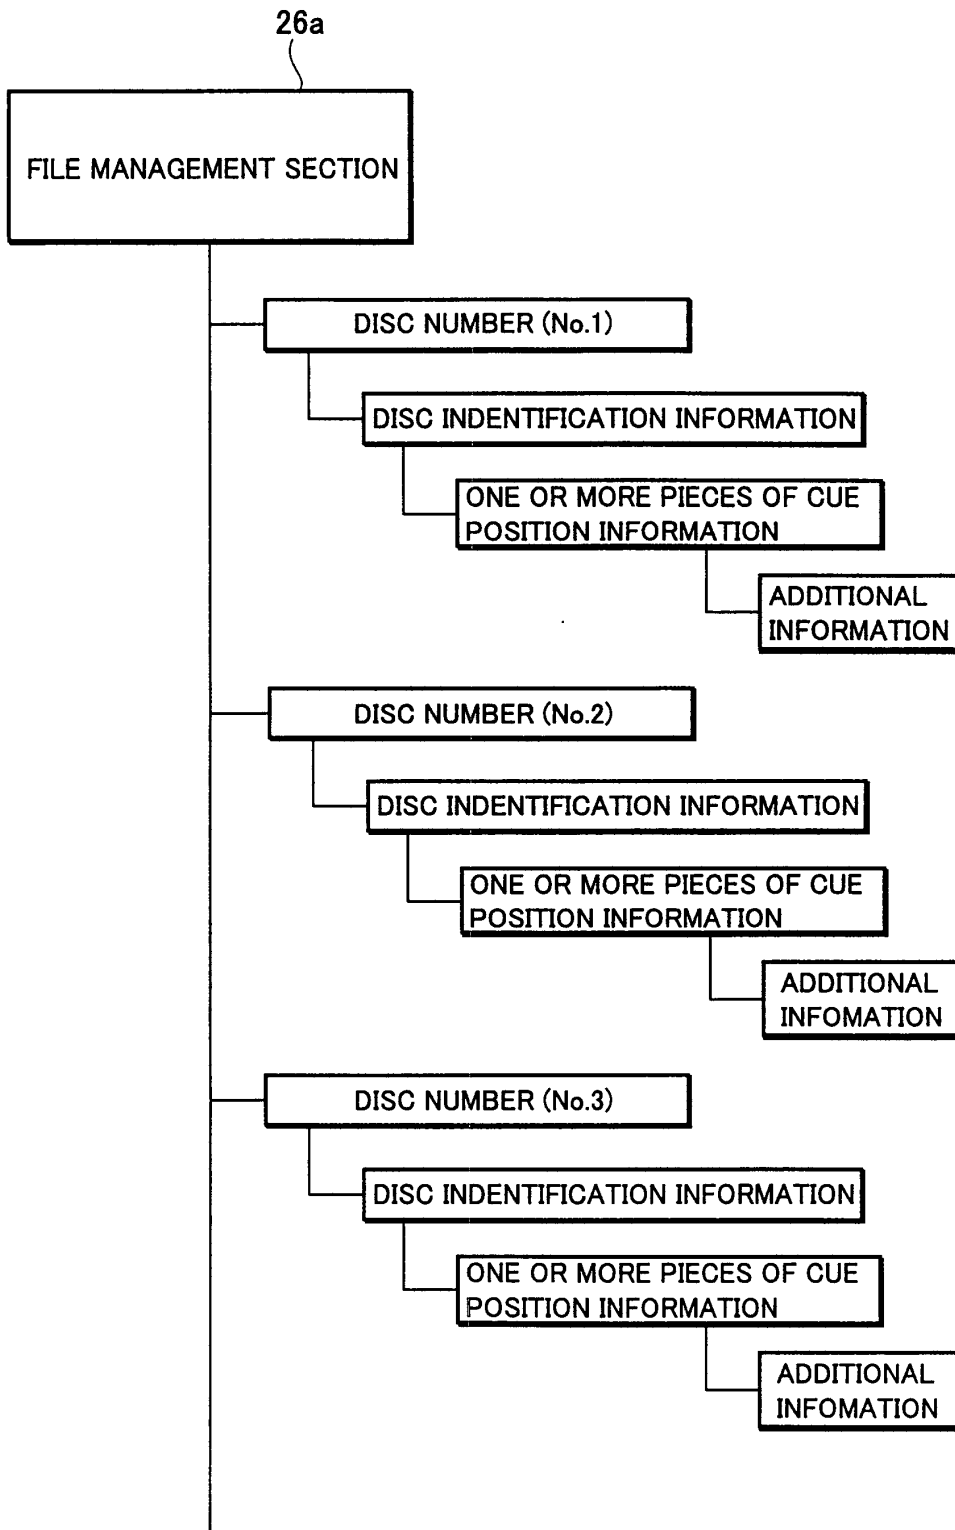 26a
FILE MANAGEMENT SECTION
DISC NUMBER (No.1)
DISC INDENTIFICATION INFORMATION
ONE OR MORE PIECES OF CUE
POSITION INFORMATION
ADDITIONAL
INFORMATION
DISC NUMBER (No.2)
DISC INDENTIFICATION INFORMATION
ONE OR MORE PIECES OF CUE
POSITION INFORMATION
ADDITIONAL
INFOMATION
DISC NUMBER (No.3)
DISC INDENTIFICATION INFORMATION
ONE OR MORE PIECES OF CUE
POSITION INFORMATION
ADDITIONAL
INFOMATION